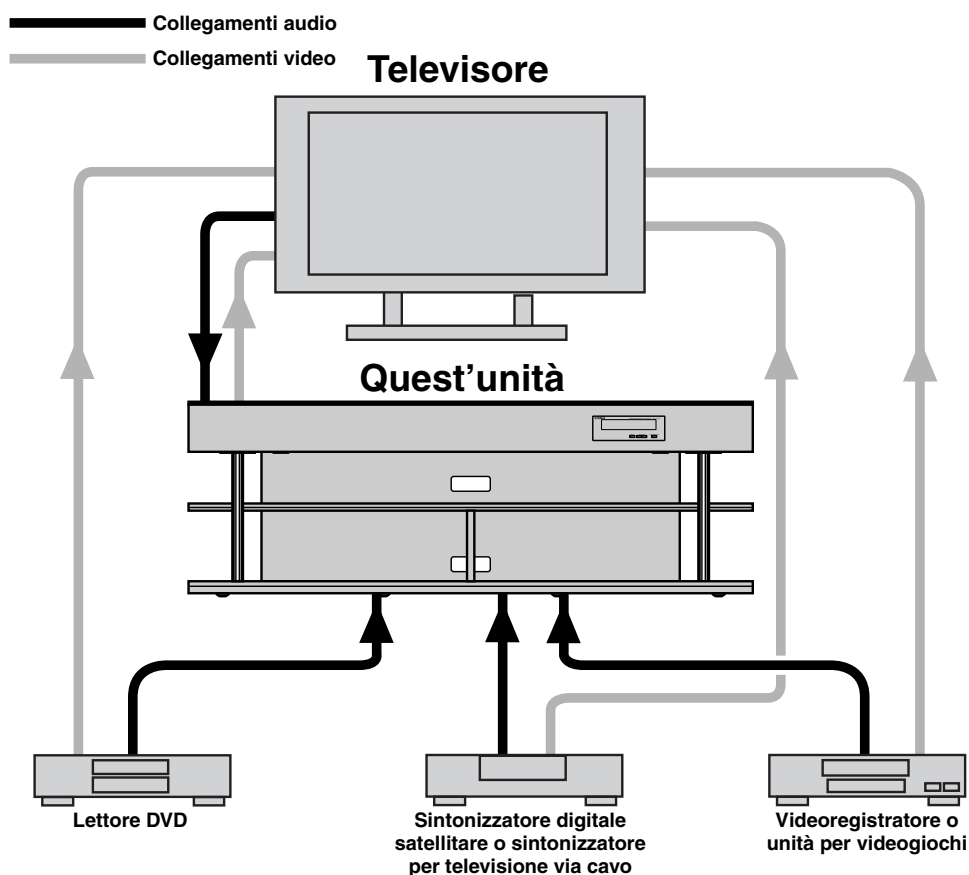 Collegamenti audio
Collegamenti video
Televisore
Quest'unità
Lettore DVD
Sintonizzatore digitale
satellitare o sintonizzatore
per televisione via cavo
Videoregistratore o
unità per videogiochi